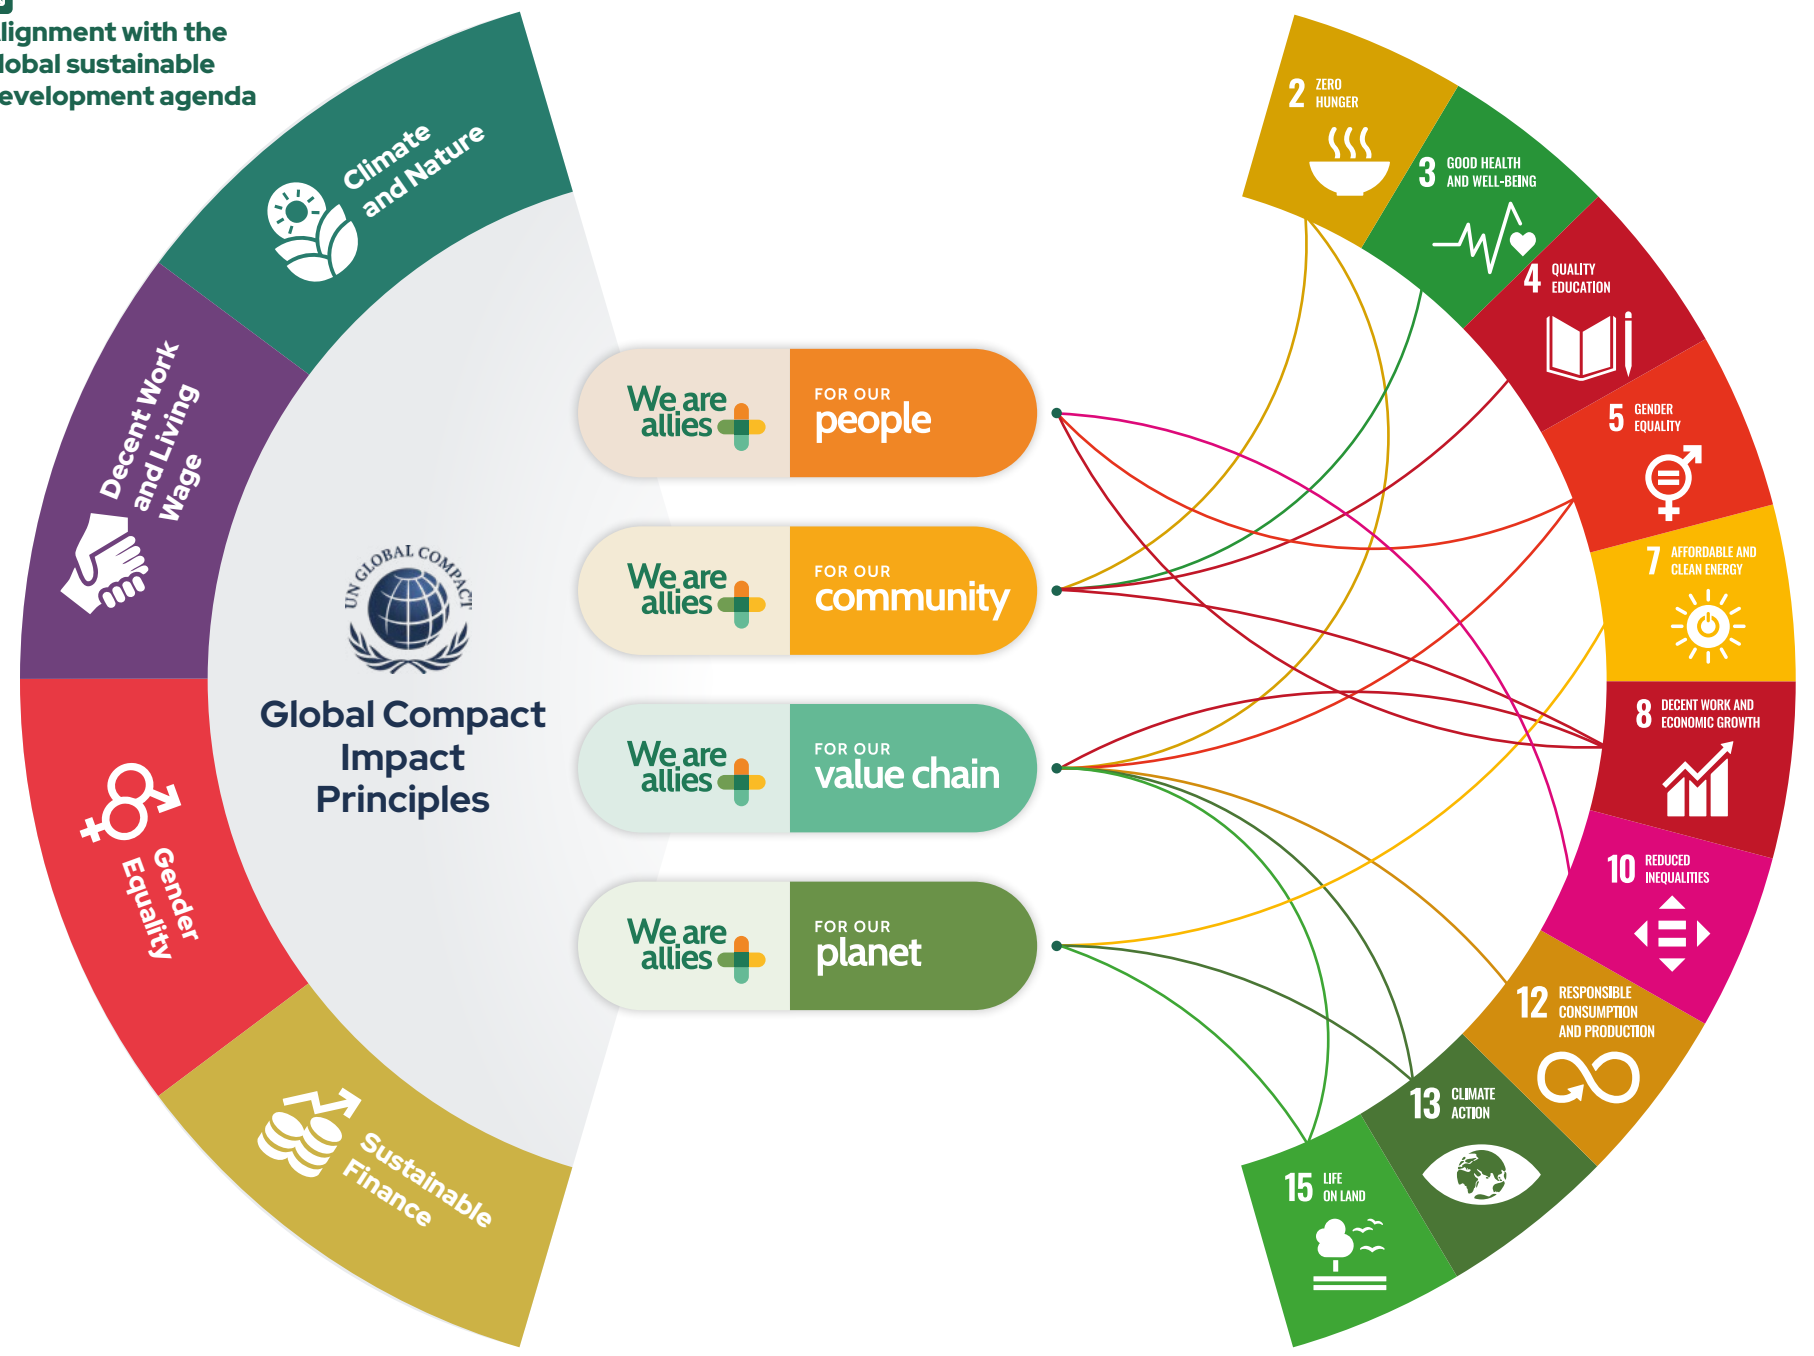 lignment with the
lobal sustainable
evelopment agenda
Climate
and Nature
Decent Work
and Living
Wage
Gender
Equality
Sustainable
Finance
UN GLOBAL COMPACT
Global Compact
Impact
Principles
We are
allies
FOR OUR
people
We are
allies
FOR OUR
community
We are
allies
FOR OUR
value chain
We are
allies
FOR OUR
planet
2 ZERO
HUNGER
3 GOOD HEALTH
AND WELL-BEING
4 QUALITY
EDUCATION
5 GENDER
EQUALITY
7 AFFORDABLE AND
CLEAN ENERGY
8 DECENT WORK AND
ECONOMIC GROWTH
10 REDUCED
INEQUALITIES
12 RESPONSIBLE
CONSUMPTION
AND PRODUCTION
13 CLIMATE
ACTION
15 LIFE
ON LAND